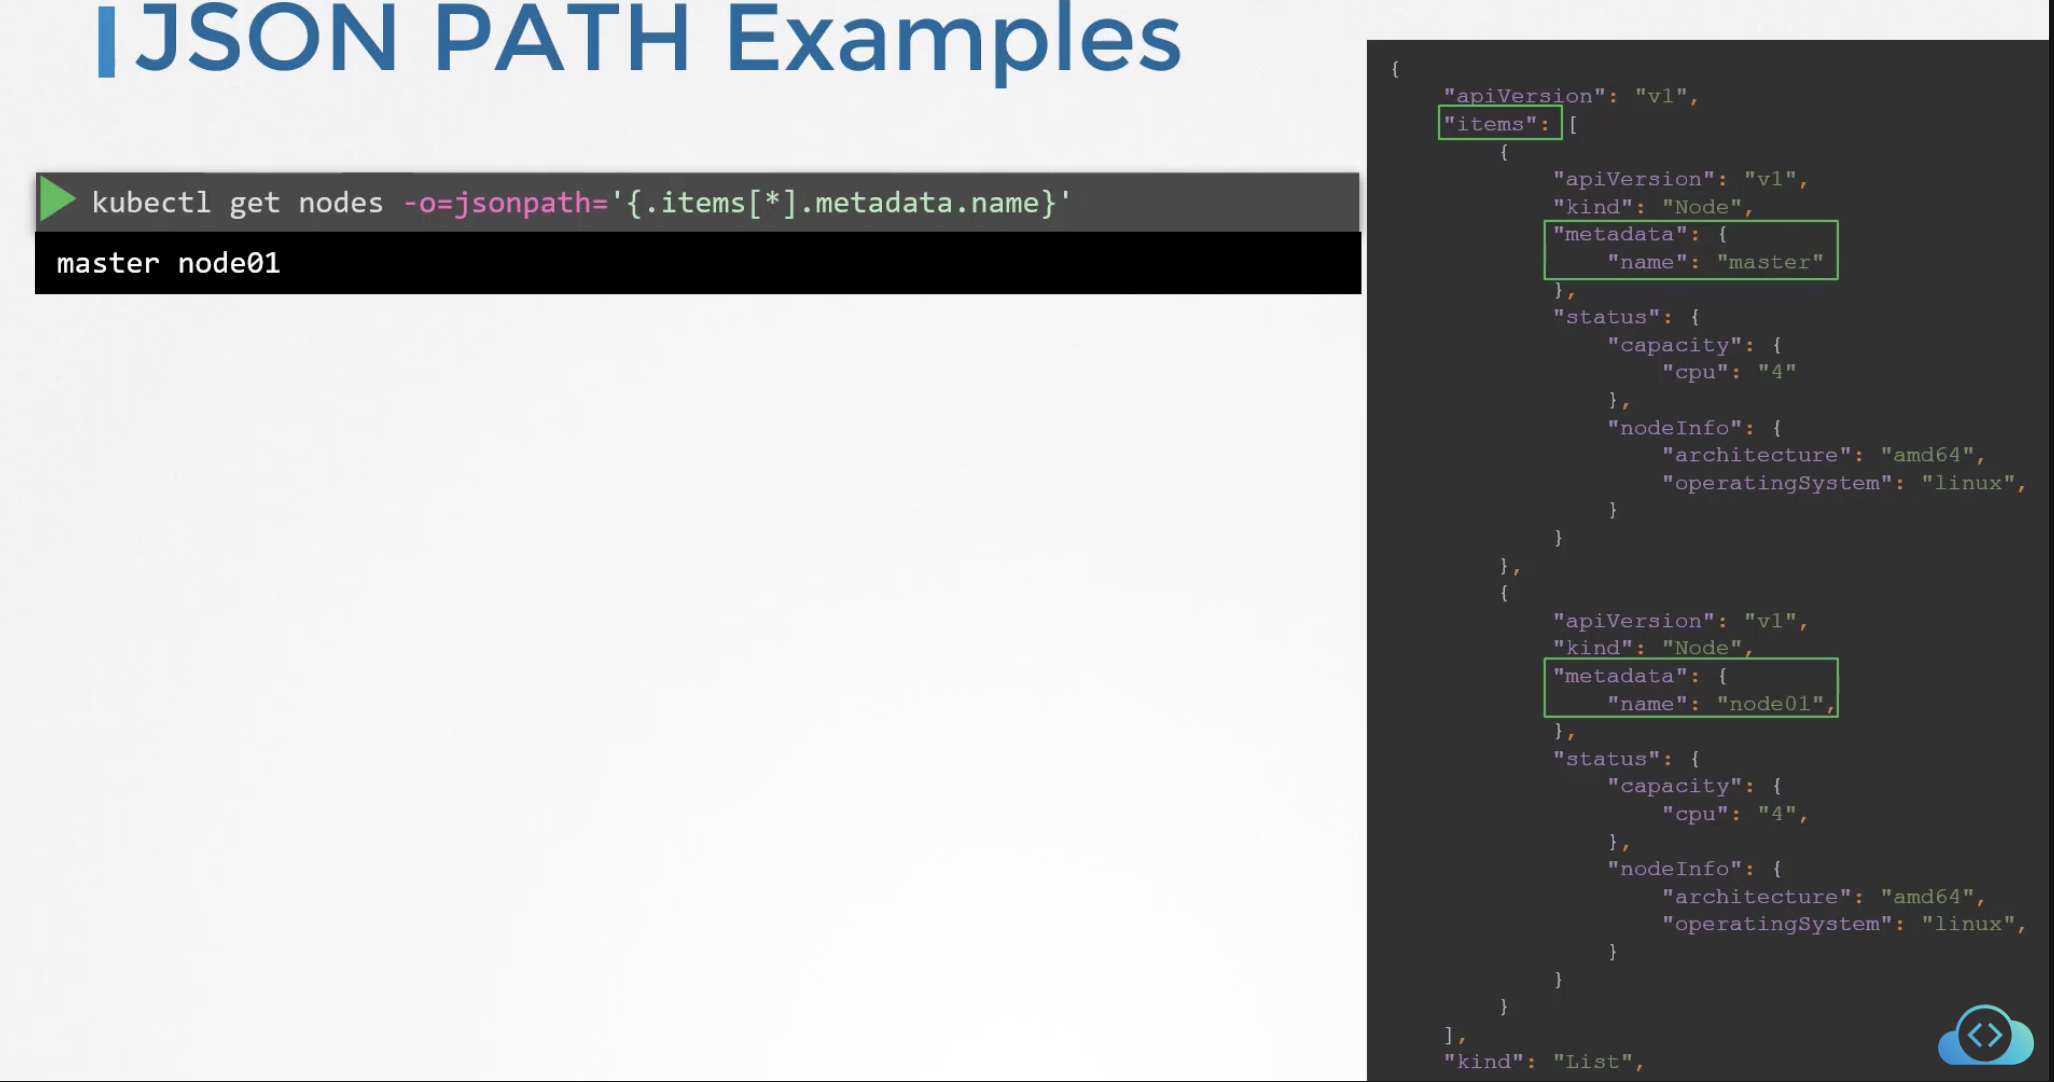 JSON PATH Examples
kubectl get nodes -o=jsonpath='{.items[*].metadata.name}'
master node01
{
"apiVersion": "v1",
"items": [
{
"apiVersion": "v1",
"kind": "Node",
"metadata": {
"name": "master"
},
"status": {
"capacity": {
"cpu": "4"
},
"nodeInfo": {
"architecture": "amd64",
"operatingSystem": "linux",
}
}
},
{
"apiVersion": "v1",
"kind": "Node",
"metadata": {
"name": "node01",
},
"status": {
"capacity": {
"cpu": "4",
},
"nodeInfo": {
"architecture": "amd64",
"operatingSystem": "linux",
}
}
}
],
"kind": "List",